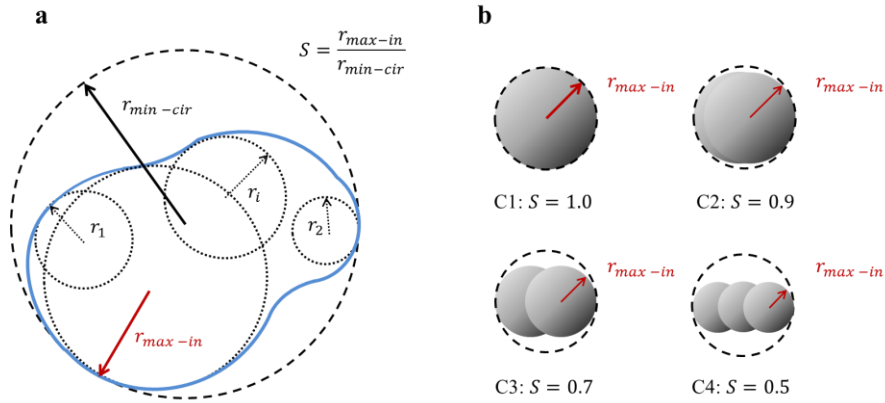 a
S = r_{max-in} / r_{min-cir}
r_{min-cir}
r_i
r_1
r_2
r_{max-in}
b
r_{max-in}
r_{max-in}
C1: S = 1.0
C2: S = 0.9
r_{max-in}
r_{max-in}
C3: S = 0.7
C4: S = 0.5